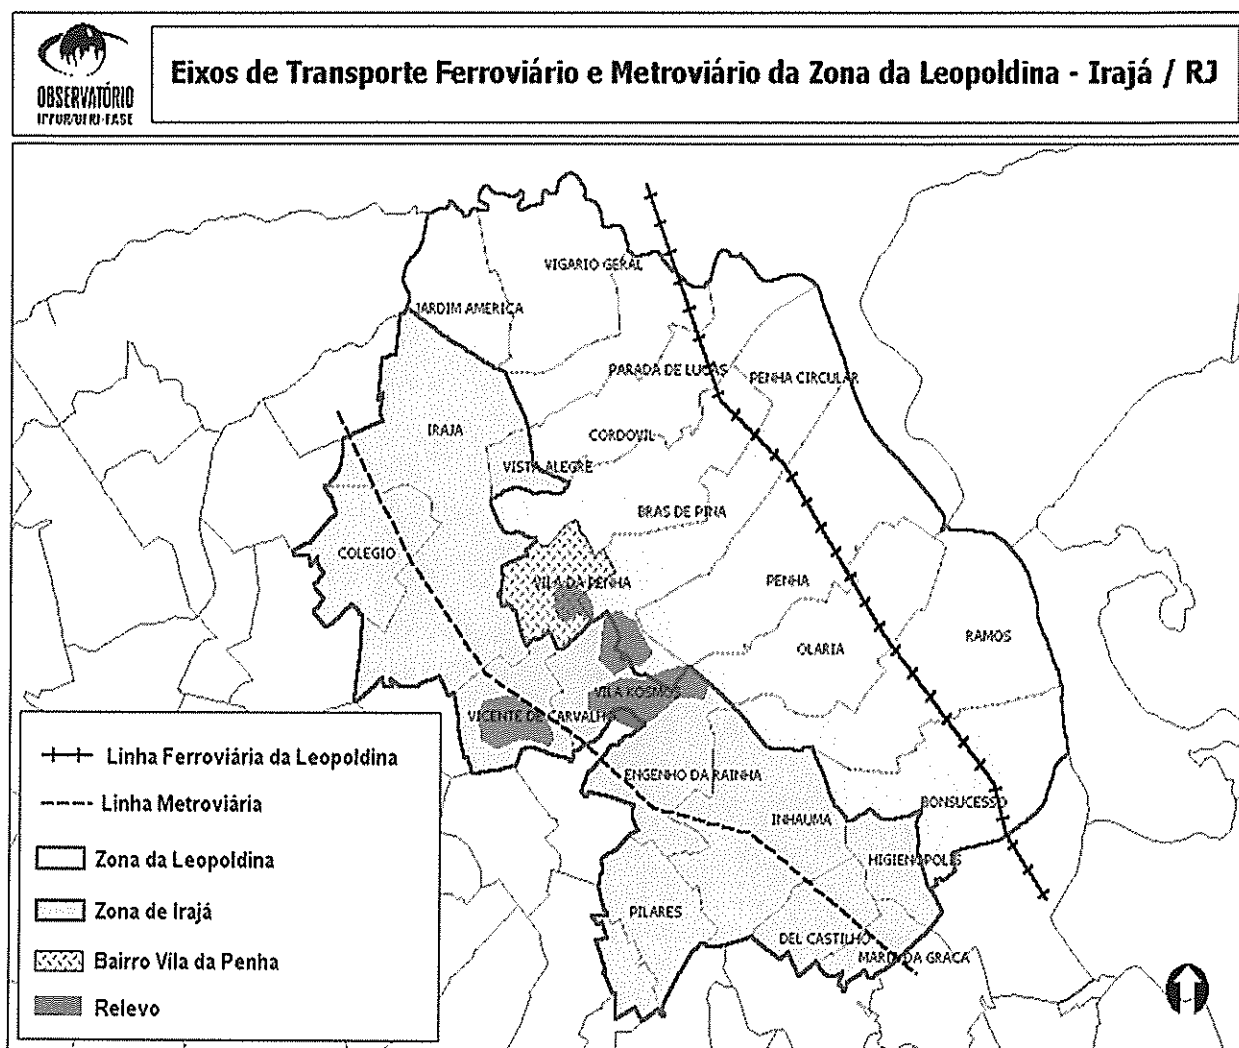 OBSERVATÓRIO
IPPUR/UFRJ-FASE
Eixos de Transporte Ferroviário e Metroviário da Zona da Leopoldina - Irajá / RJ
VIGARIO GERAL
JARDIM AMERICA
PARADA DE LUCAS
PENHA CIRCULAR
IRAJA
CORDOVIL
VISTA ALEGRE
BRAS DE PINA
COLEGIO
VILA DA PENHA
PENHA
RAMOS
OLARIA
VILA KOSMOS
VICENTE DE CARVALHO
ENGENHO DA RAINHA
BONSUCESSO
INHAUMA
HIGIENOPOLIS
PILARES
DEL CASTILHO
MARIA DA GRACA
Linha Ferroviária da Leopoldina
Linha Metroviária
Zona da Leopoldina
Zona de Irajá
Bairro Vila da Penha
Relevo